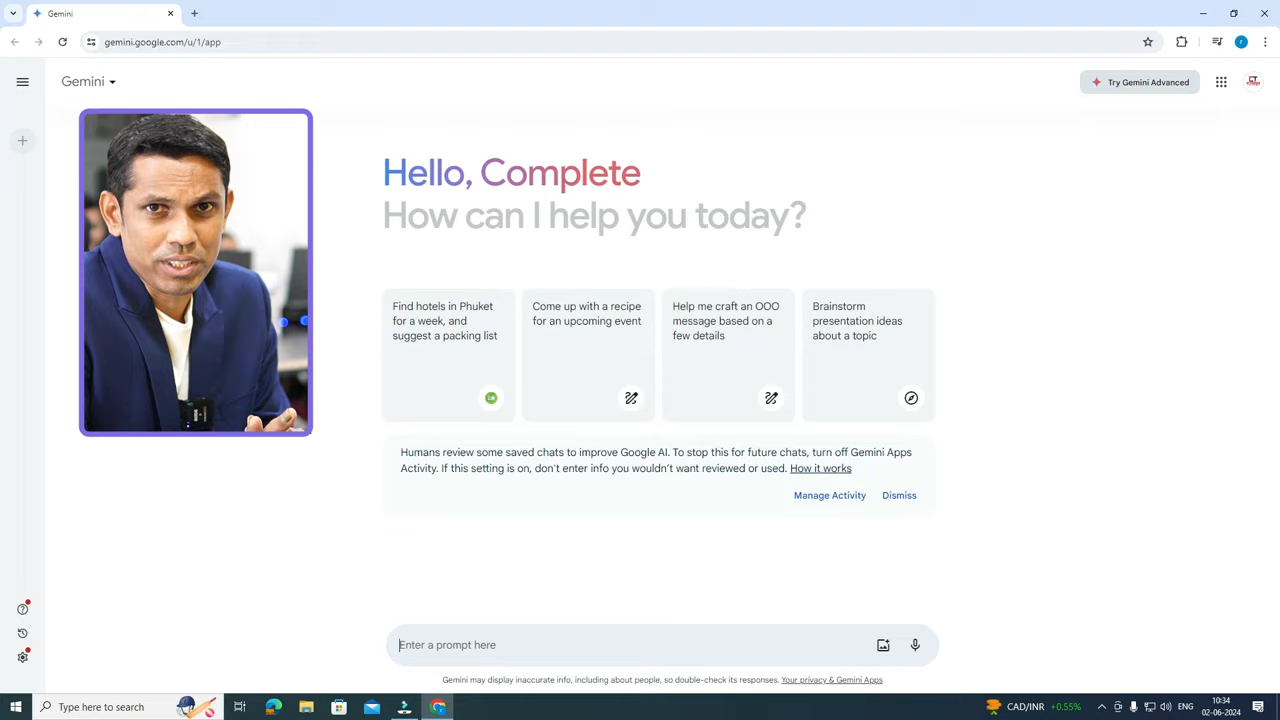 Gemini
gemini.google.com/u/1/app
Gemini
Try Gemini Advanced
Hello, Complete
How can I help you today?
Find hotels in Phuket
for a week, and
suggest a packing list
Come up with a recipe
for an upcoming event
Help me craft an OOO
message based on a
few details
Brainstorm
presentation ideas
about a topic
Humans review some saved chats to improve Google AI. To stop this for future chats, turn off Gemini Apps
Activity. If this setting is on, don't enter info you wouldn't want reviewed or used. How it works
Manage Activity Dismiss
Enter a prompt here
Gemini may display inaccurate info, including about people, so double-check its responses. Your privacy & Gemini Apps
Type here to search
CAD/INR +0.55%
ENG
10:34
02-06-2024